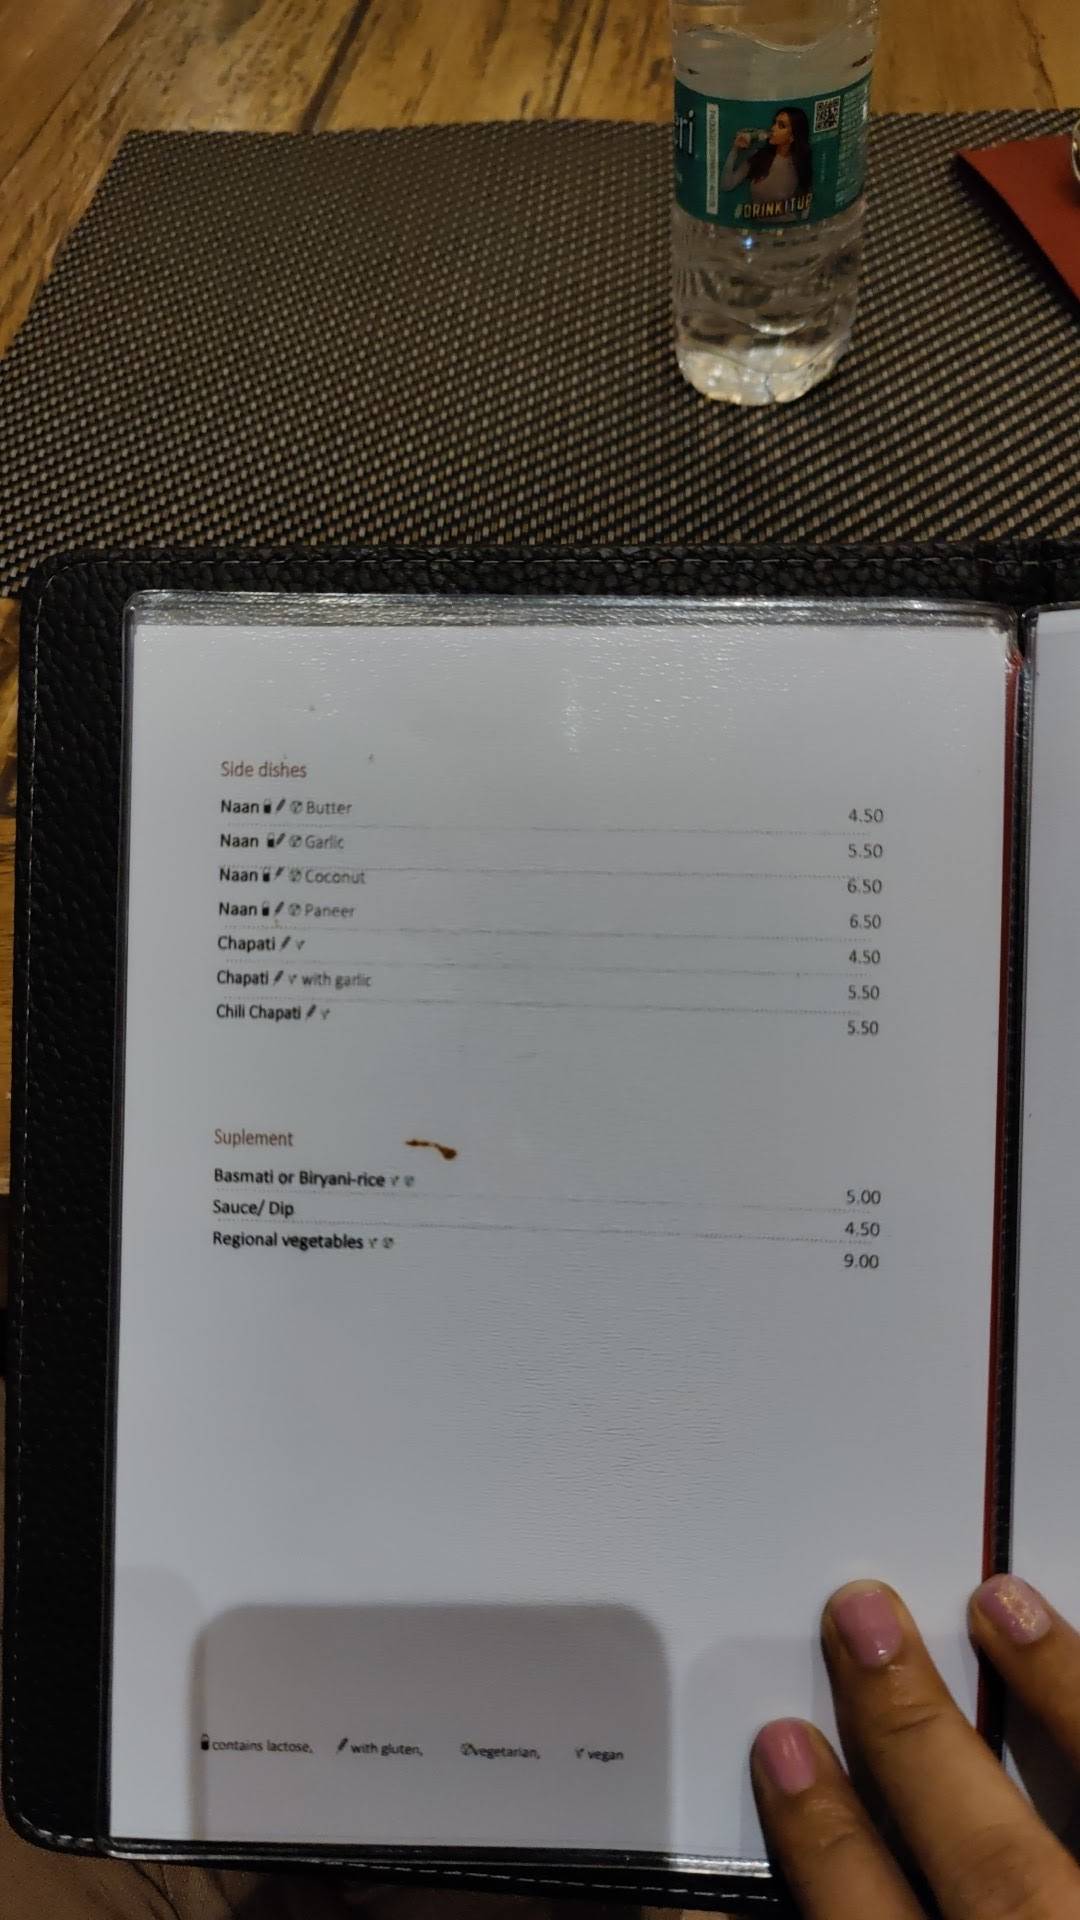 #DRINKITUP
Side dishes
Naan Butter 4.50
Naan Garlic 5.50
Naan Coconut 6.50
Naan Paneer 6.50
Chapati 4.50
Chapati with garlic 5.50
Chili Chapati 5.50
Suplement
Basmati or Biryani-rice 5.00
Sauce/ Dip 4.50
Regional vegetables 9.00
contains lactose, with gluten, vegetarian, vegan